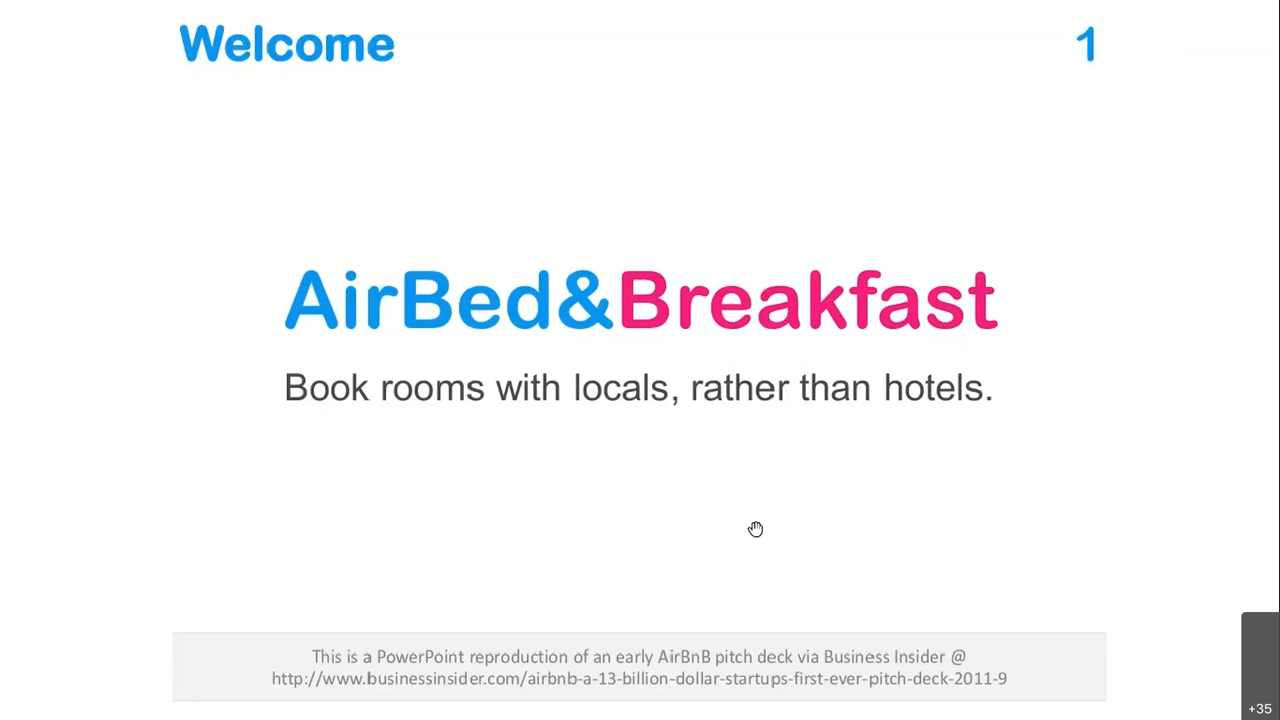 Welcome
1
AirBed&Breakfast
Book rooms with locals, rather than hotels.
This is a PowerPoint reproduction of an early AirBnB pitch deck via Business Insider @
http://www.businessinsider.com/airbnb-a-13-billion-dollar-startups-first-ever-pitch-deck-2011-9
+35